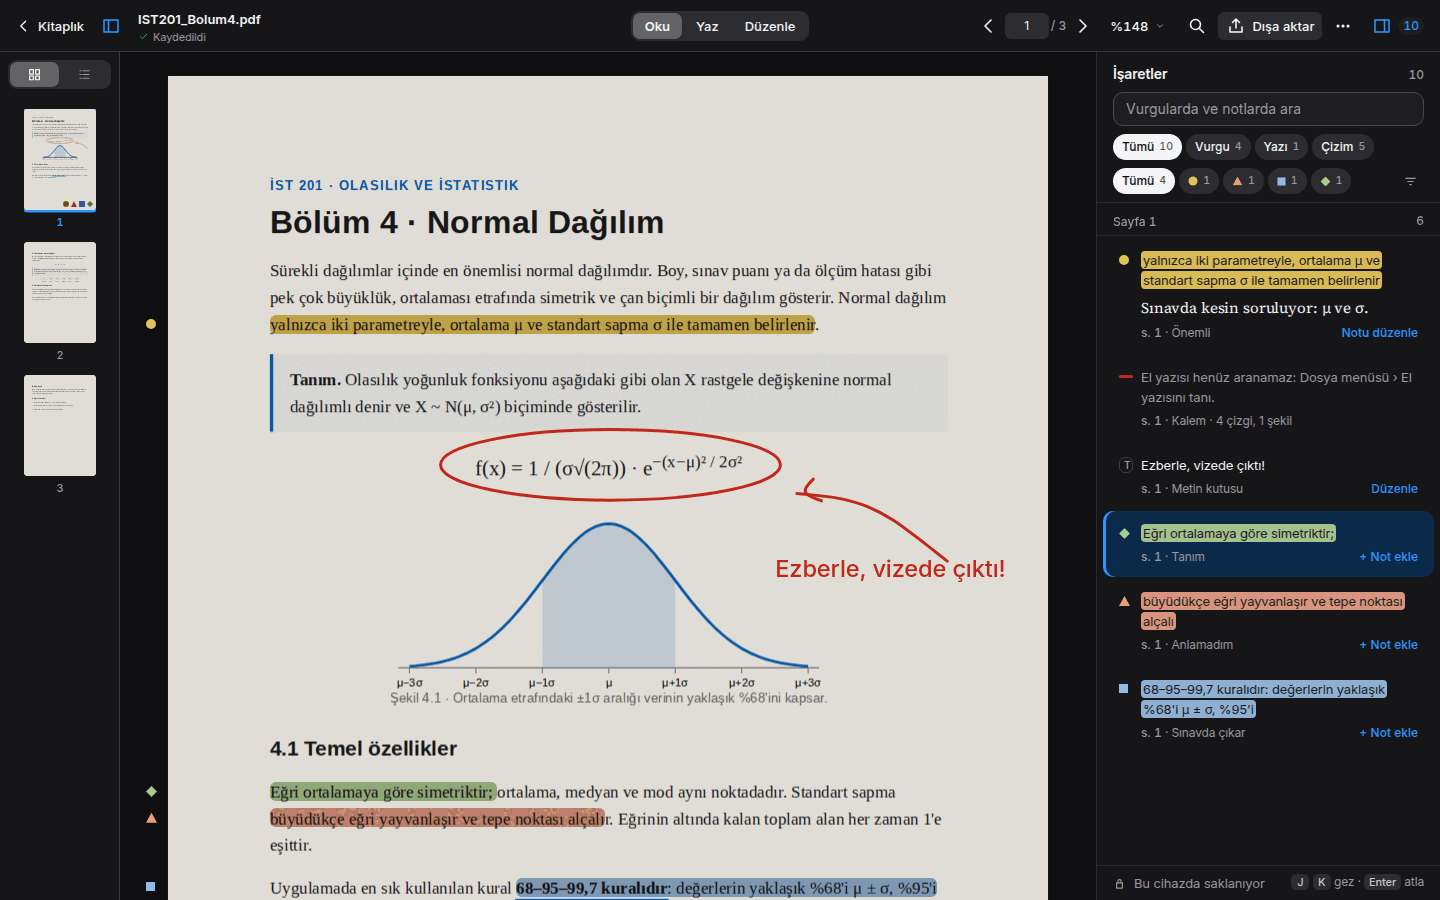 Kitaplık
IST201_Bolum4.pdf
Kaydedildi
Oku Yaz Düzenle
1 / 3
%148
Dışa aktar
10
1
2
3
İST 201 · OLASILIK VE İSTATISTIK
Bölüm 4 · Normal Dağılım
Sürekli dağılımlar içinde en önemlisi normal dağılımdır. Boy, sınav puanı ya da ölçüm hatası gibi
pek çok büyüklük, ortalaması etrafında simetrik ve çan biçimli bir dağılım gösterir. Normal dağılım
yalnızca iki parametreyle, ortalama μ ve standart sapma σ ile tamamen belirlenir.
Tanım. Olasılık yoğunluk fonksiyonu aşağıdaki gibi olan X rastgele değişkenine normal
dağılımlı denir ve X ~ N(μ, σ²) biçiminde gösterilir.
f(x) = 1 / (σ√(2π)) · e−(x−μ)² / 2σ²
Ezberle, vizede çıktı!
μ−3σ μ−2σ μ−1σ μ μ+1σ μ+2σ μ+3σ
Şekil 4.1 · Ortalama etrafındaki ±1σ aralığı verinin yaklaşık %68'ini kapsar.
4.1 Temel özellikler
Eğri ortalamaya göre simetriktir; ortalama, medyan ve mod aynı noktadadır. Standart sapma
büyüdükçe eğri yayvanlaşır ve tepe noktası alçalır. Eğrinin altında kalan toplam alan her zaman 1'e
eşittir.
Uygulamada en sık kullanılan kural 68–95–99,7 kuralıdır: değerlerin yaklaşık %68'i μ ± σ, %95'i
İşaretler 10
Vurgularda ve notlarda ara
Tümü 10 Vurgu 4 Yazı 1 Çizim 5
Tümü 4 1 1 1 1
Sayfa 1 6
yalnızca iki parametreyle, ortalama μ ve
standart sapma σ ile tamamen belirlenir
Sınavda kesin soruluyor: μ ve σ.
s. 1 · Önemli Notu düzenle
El yazısı henüz aranamaz: Dosya menüsü › El
yazısını tanı.
s. 1 · Kalem · 4 çizgi, 1 şekil
T Ezberle, vizede çıktı!
s. 1 · Metin kutusu Düzenle
Eğri ortalamaya göre simetriktir;
s. 1 · Tanım + Not ekle
büyüdükçe eğri yayvanlaşır ve tepe noktası
alçalı
s. 1 · Anlamadım + Not ekle
68–95–99,7 kuralıdır: değerlerin yaklaşık
%68'i μ ± σ, %95'i
s. 1 · Sınavda çıkar + Not ekle
Bu cihazda saklanıyor J K gez · Enter atla